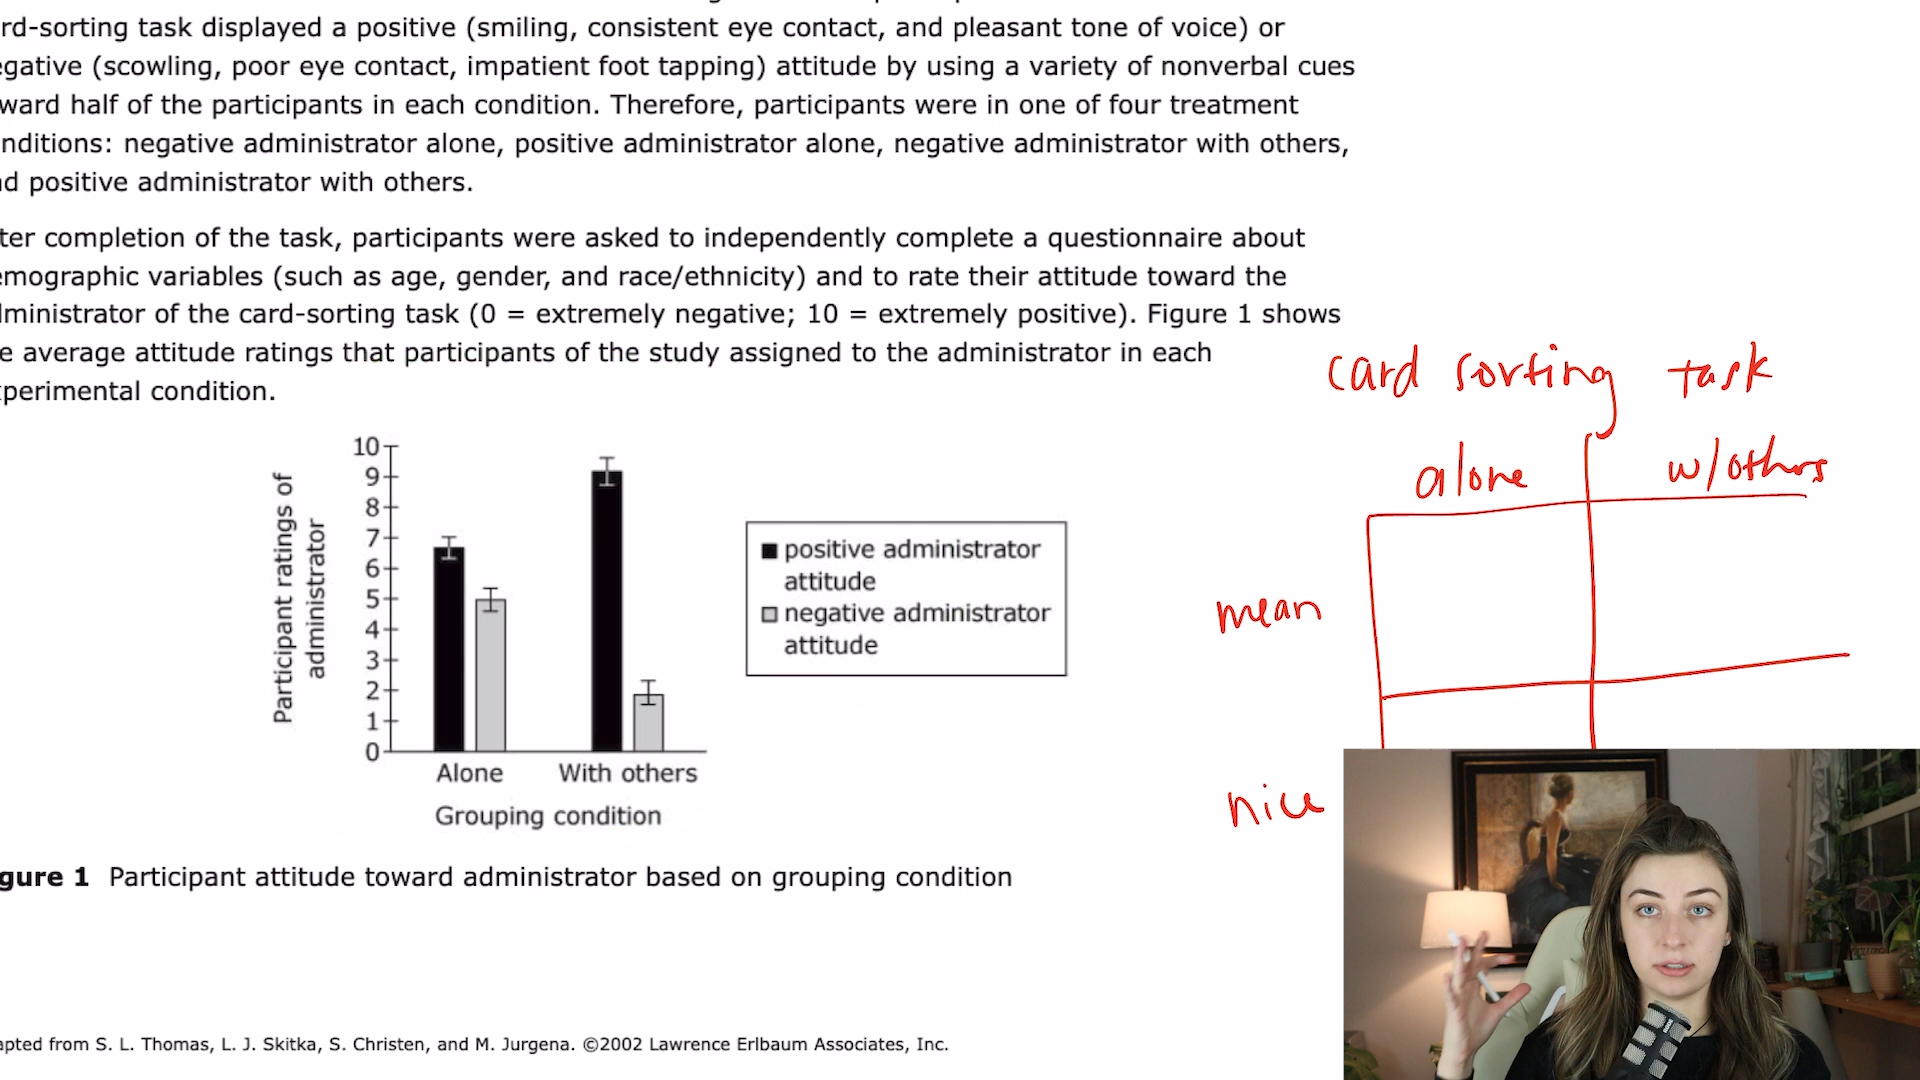 rd-sorting task displayed a positive (smiling, consistent eye contact, and pleasant tone of voice) or
gative (scowling, poor eye contact, impatient foot tapping) attitude by using a variety of nonverbal cues
ward half of the participants in each condition. Therefore, participants were in one of four treatment
nditions: negative administrator alone, positive administrator alone, negative administrator with others,
d positive administrator with others.
ter completion of the task, participants were asked to independently complete a questionnaire about
mographic variables (such as age, gender, and race/ethnicity) and to rate their attitude toward the
ministrator of the card-sorting task (0 = extremely negative; 10 = extremely positive). Figure 1 shows
e average attitude ratings that participants of the study assigned to the administrator in each
perimental condition.
card sorting task
alone w/others
mean
nice
Participant ratings of
administrator
10
9
8
7
6
5
4
3
2
1
0
positive administrator
attitude
negative administrator
attitude
Alone With others
Grouping condition
gure 1 Participant attitude toward administrator based on grouping condition
apted from S. L. Thomas, L. J. Skitka, S. Christen, and M. Jurgena. ©2002 Lawrence Erlbaum Associates, Inc.